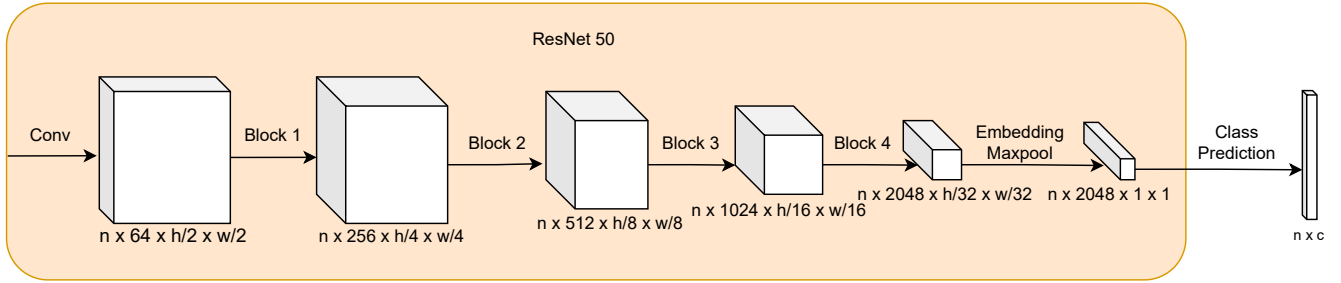 ResNet 50
Conv
Block 1
Block 2
Block 3
Block 4
Embedding
Maxpool
Class
Prediction
n x 64 x h/2 x w/2
n x 256 x h/4 x w/4
n x 512 x h/8 x w/8
n x 1024 x h/16 x w/16
n x 2048 x h/32 x w/32
n x 2048 x 1 x 1
n x c